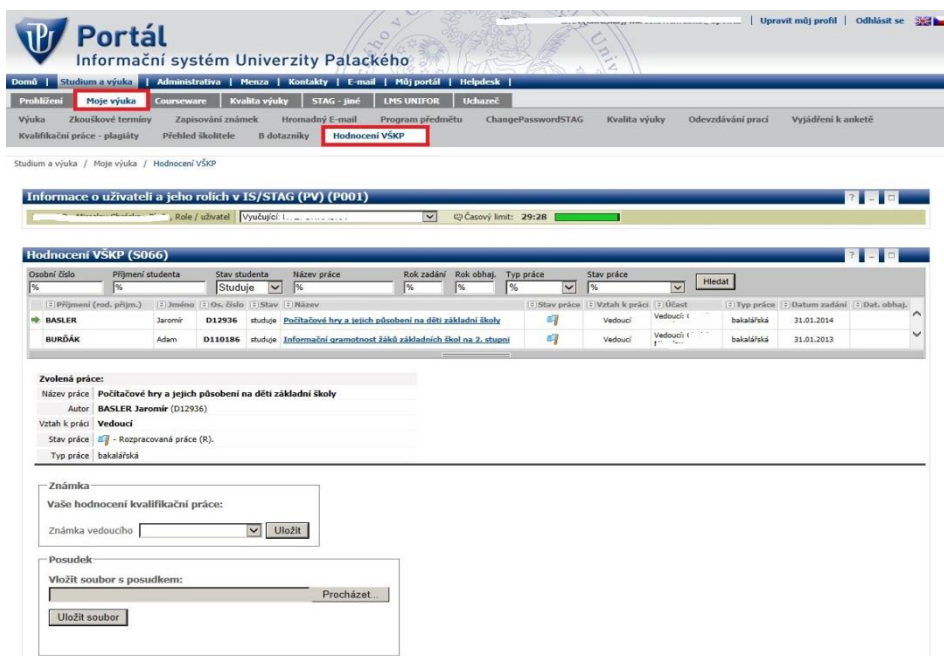 Upravit můj profil | Odhlásit se
Portál
Informační systém Univerzity Palackého
Domů | Studium a výuka | Administrativa | Menza | Kontakty | E-mail | Můj portál | Helpdesk |
Prohlížení Moje výuka Courseware Kvalita výuky STAG - jiné LMS UNIFOR Uchazeč
Výuka Zkouškové termíny Zapisování známek Hromadný E-mail Program předmětu ChangePasswordSTAG Kvalita výuky Odevzdávání prací Vyjádření k anketě
Kvalifikační práce - plagiáty Přehled školitele B dotazníky Hodnocení VŠKP
Studium a výuka / Moje výuka / Hodnocení VŠKP
Informace o uživateli a jeho rolích v IS/STAG (PV) (P001) ?
, Role / uživatel Vyučující: Časový limit: 29:28
Hodnocení VŠKP (S066) ?
Osobní číslo Příjmení studenta Stav studenta Název práce Rok zadání Rok obhaj. Typ práce Stav práce
% % Studuje % % % % % Hledat
Příjmení (rod. příjm.) Jméno Os. číslo Stav Název Stav práce Vztah k práci Účast Typ práce Datum zadání Dat. obhaj.
BASLER Jaromír D12936 studuje Počítačové hry a jejich působení na děti základní školy Vedoucí Vedoucí: bakalářská 31.01.2014
BURĎÁK Adam D110186 studuje Informační gramotnost žáků základních škol na 2. stupni Vedoucí Vedoucí: bakalářská 31.01.2013
Zvolená práce:
Název práce Počítačové hry a jejich působení na děti základní školy
Autor BASLER Jaromír (D12936)
Vztah k práci Vedoucí
Stav práce - Rozpracovaná práce (R).
Typ práce bakalářská
Známka
Vaše hodnocení kvalifikační práce:
Známka vedoucího Uložit
Posudek
Vložit soubor s posudkem:
Procházet...
Uložit soubor